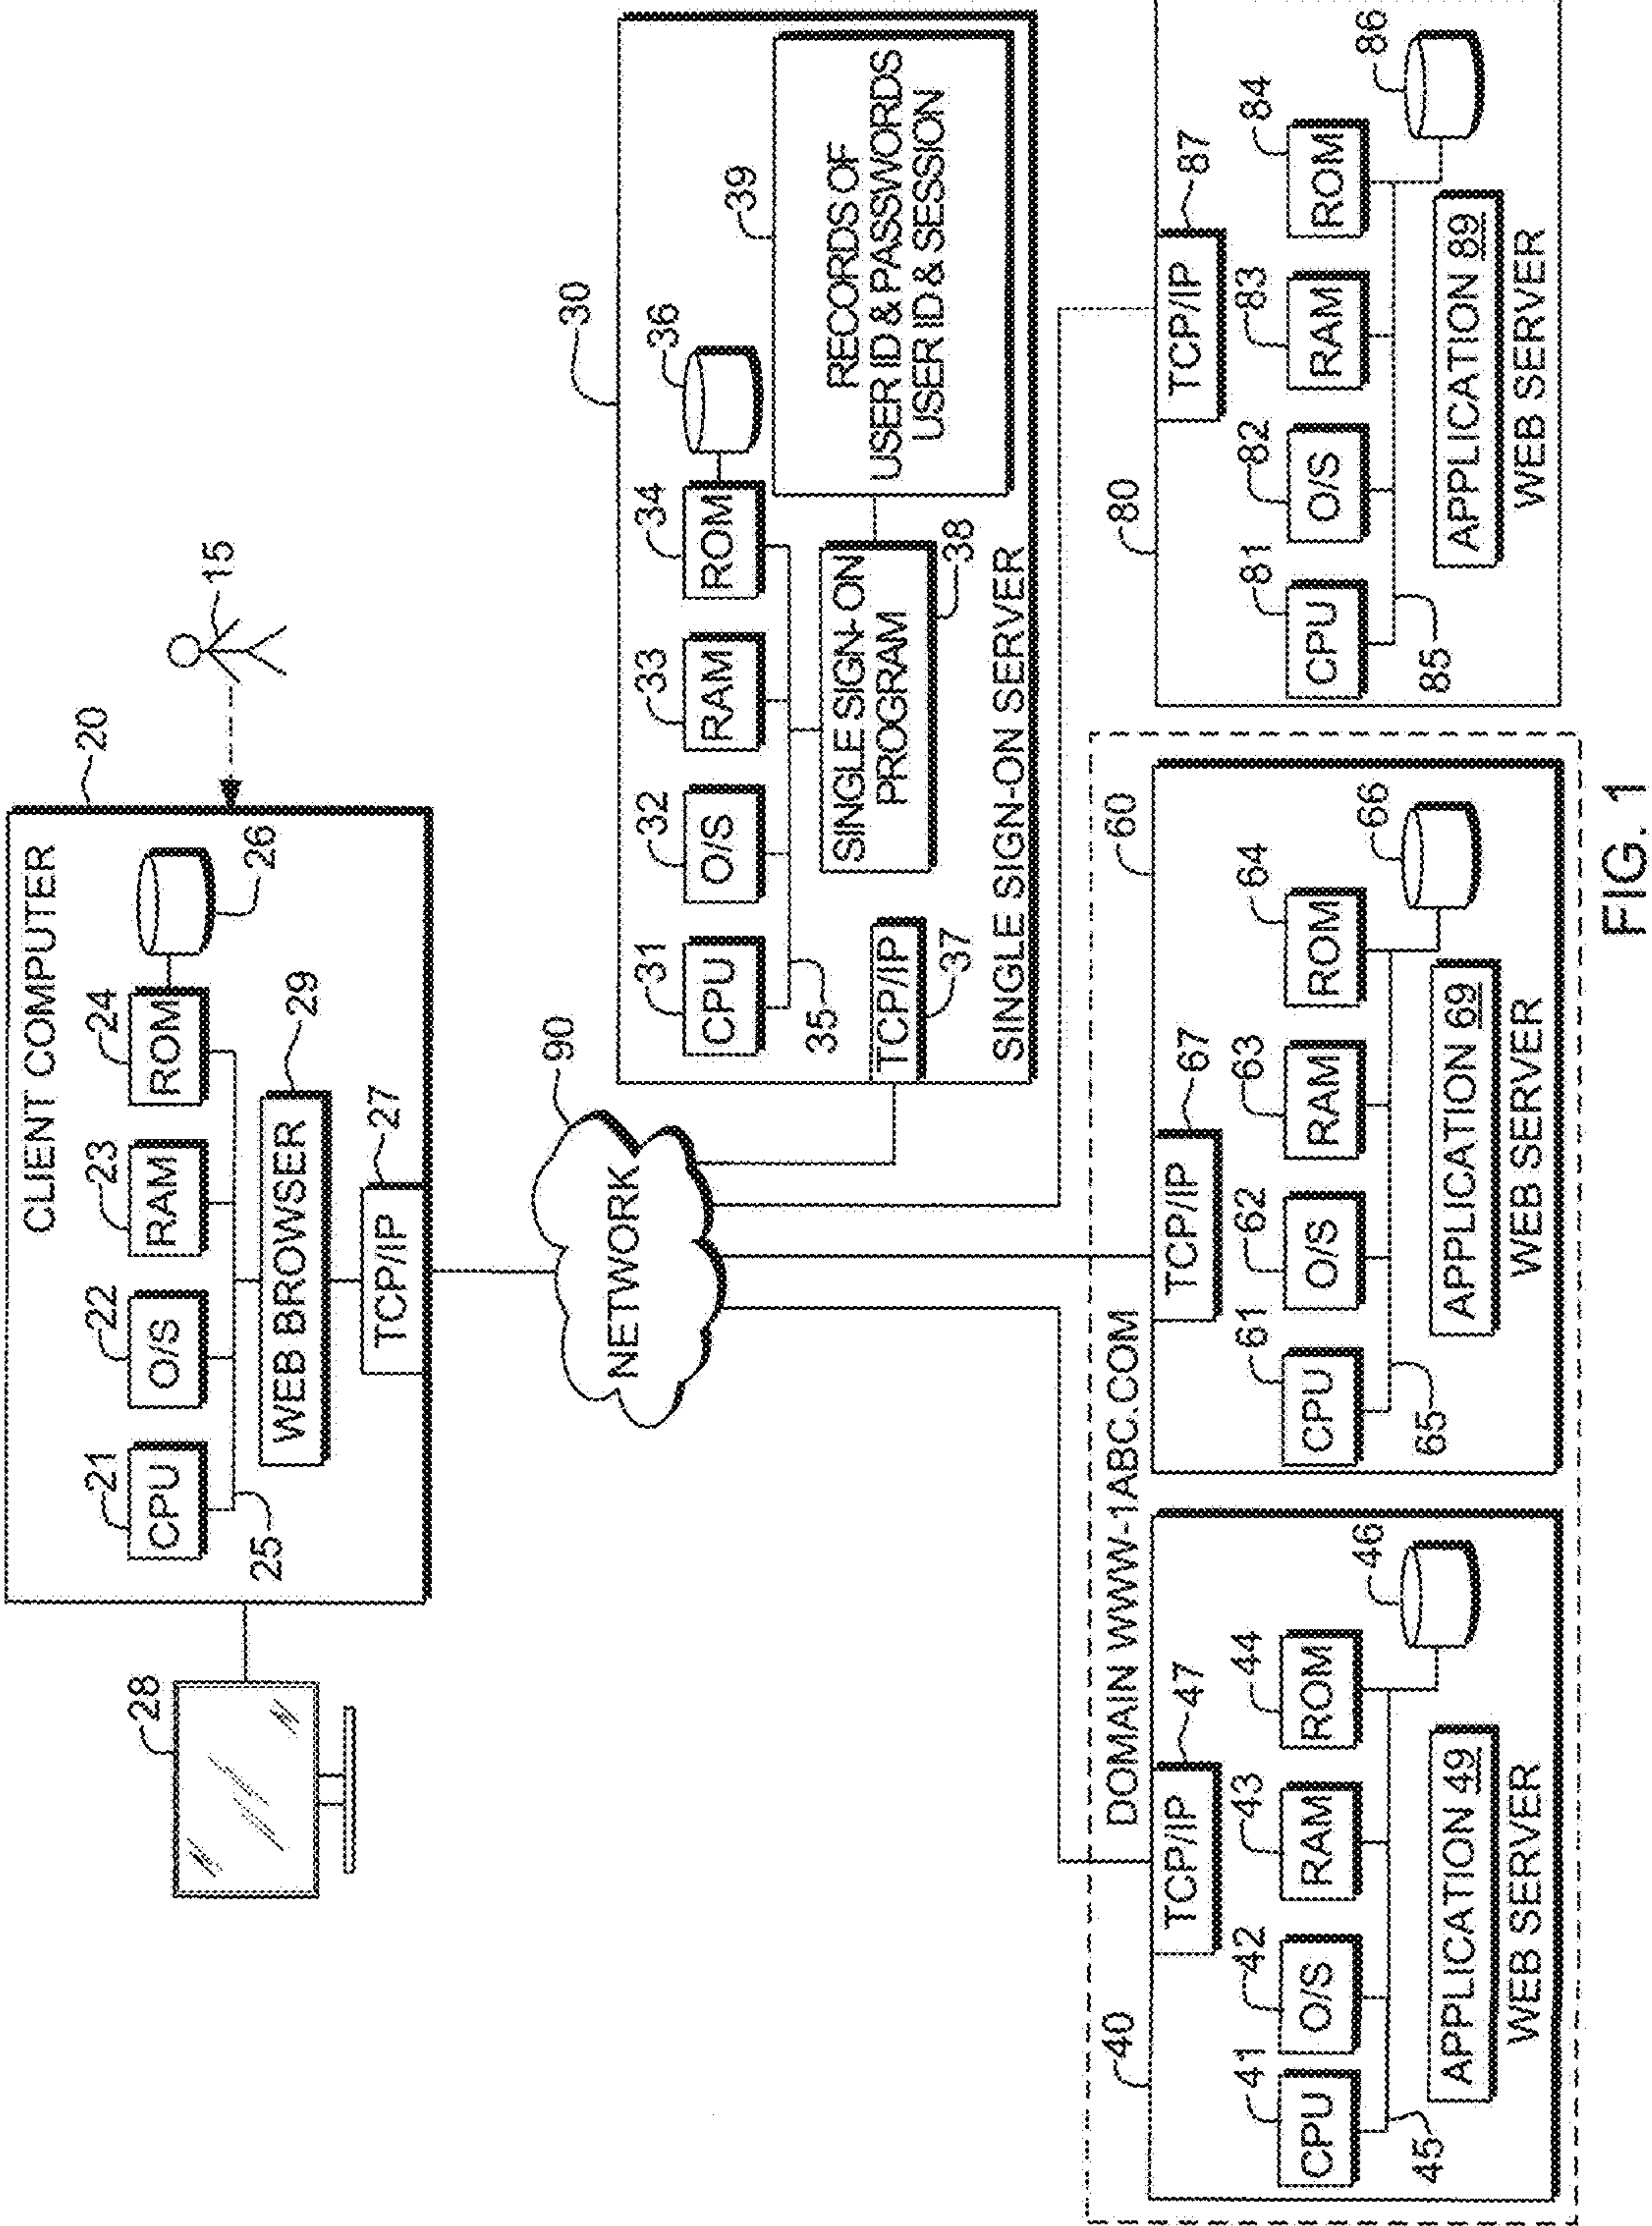 CLIENT COMPUTER
20
15
28
21
22
23
24
CPU
O/S
RAM
ROM
26
25
WEB BROWSER
29
TCP/IP
27
NETWORK
90
30
31
32
33
34
36
CPU
O/S
RAM
ROM
35
39
TCP/IP
37
SINGLE SIGN-ON
PROGRAM
38
RECORDS OF
USER ID & PASSWORDS
USER ID & SESSION
SINGLE SIGN-ON SERVER
DOMAIN WWW-1ABC.COM
40
TCP/IP
47
41
42
43
44
46
CPU
O/S
RAM
ROM
45
APPLICATION 49
WEB SERVER
60
TCP/IP
67
61
62
63
64
66
CPU
O/S
RAM
ROM
65
APPLICATION 69
WEB SERVER
80
TCP/IP
87
81
82
83
84
86
CPU
O/S
RAM
ROM
85
APPLICATION 89
WEB SERVER
FIG. 1